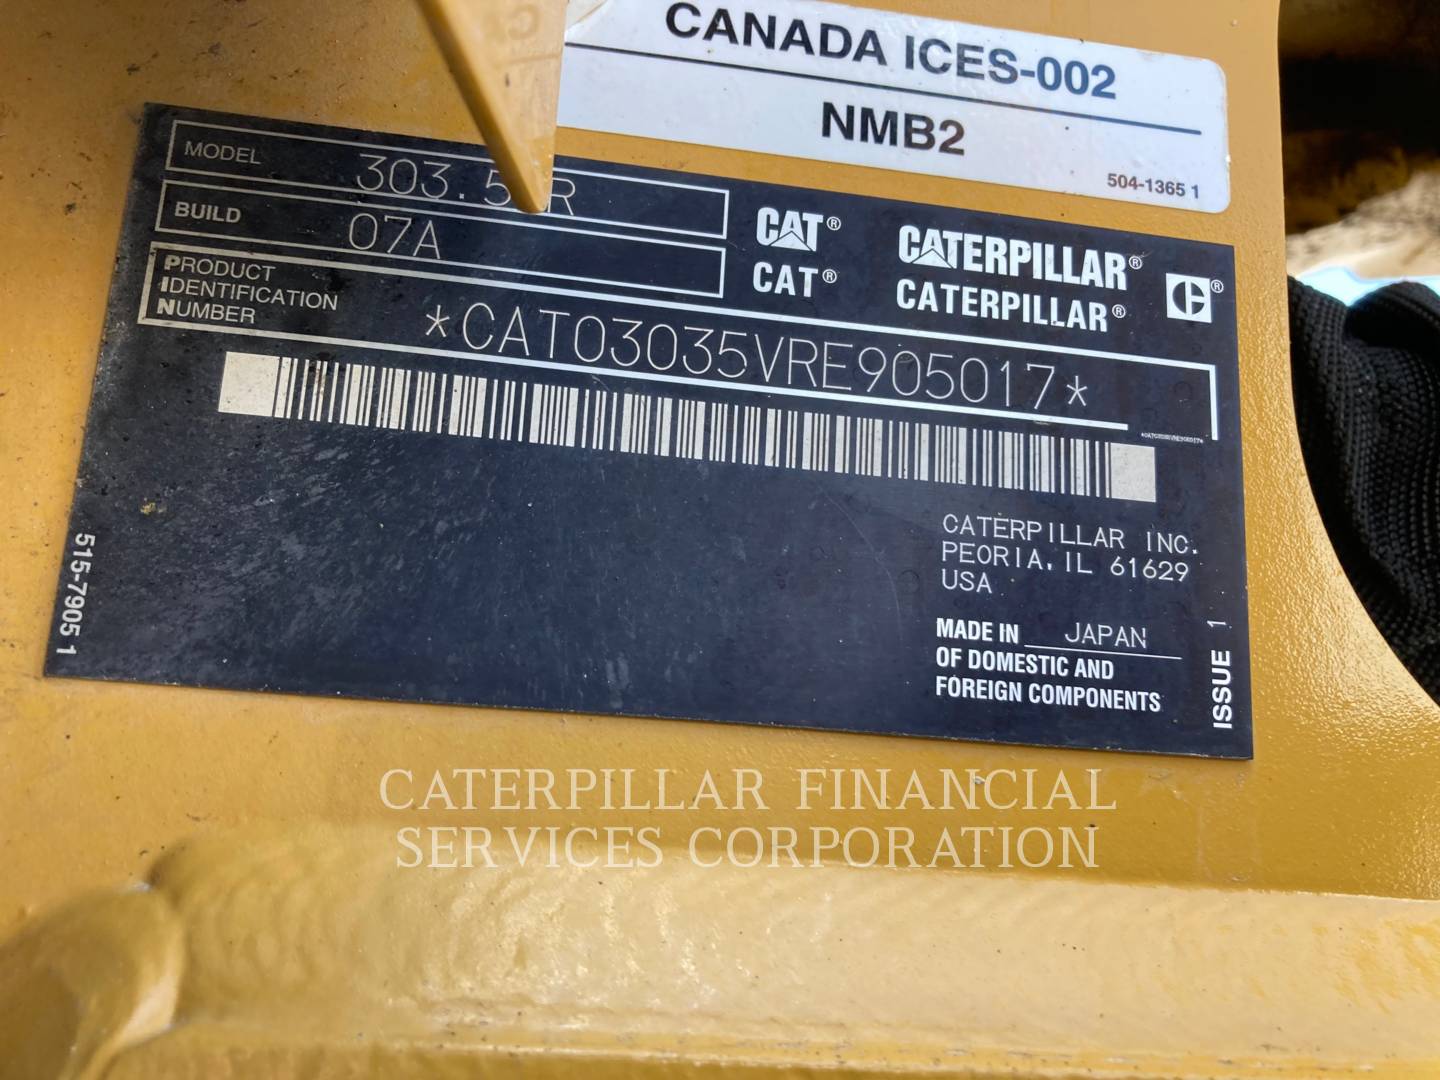 CANADA ICES-002
NMB2
504-1365 1
MODEL 303.5
BUILD 07A
PRODUCT
IDENTIFICATION
NUMBER
*CAT03035VRE905017*
CAT® CATERPILLAR®
CAT® CATERPILLAR®
*CAT03035VRE905017*
CATERPILLAR INC.
PEORIA, IL 61629
USA
MADE IN JAPAN
OF DOMESTIC AND
FOREIGN COMPONENTS
ISSUE 1
515-7905 1
CATERPILLAR FINANCIAL
SERVICES CORPORATION